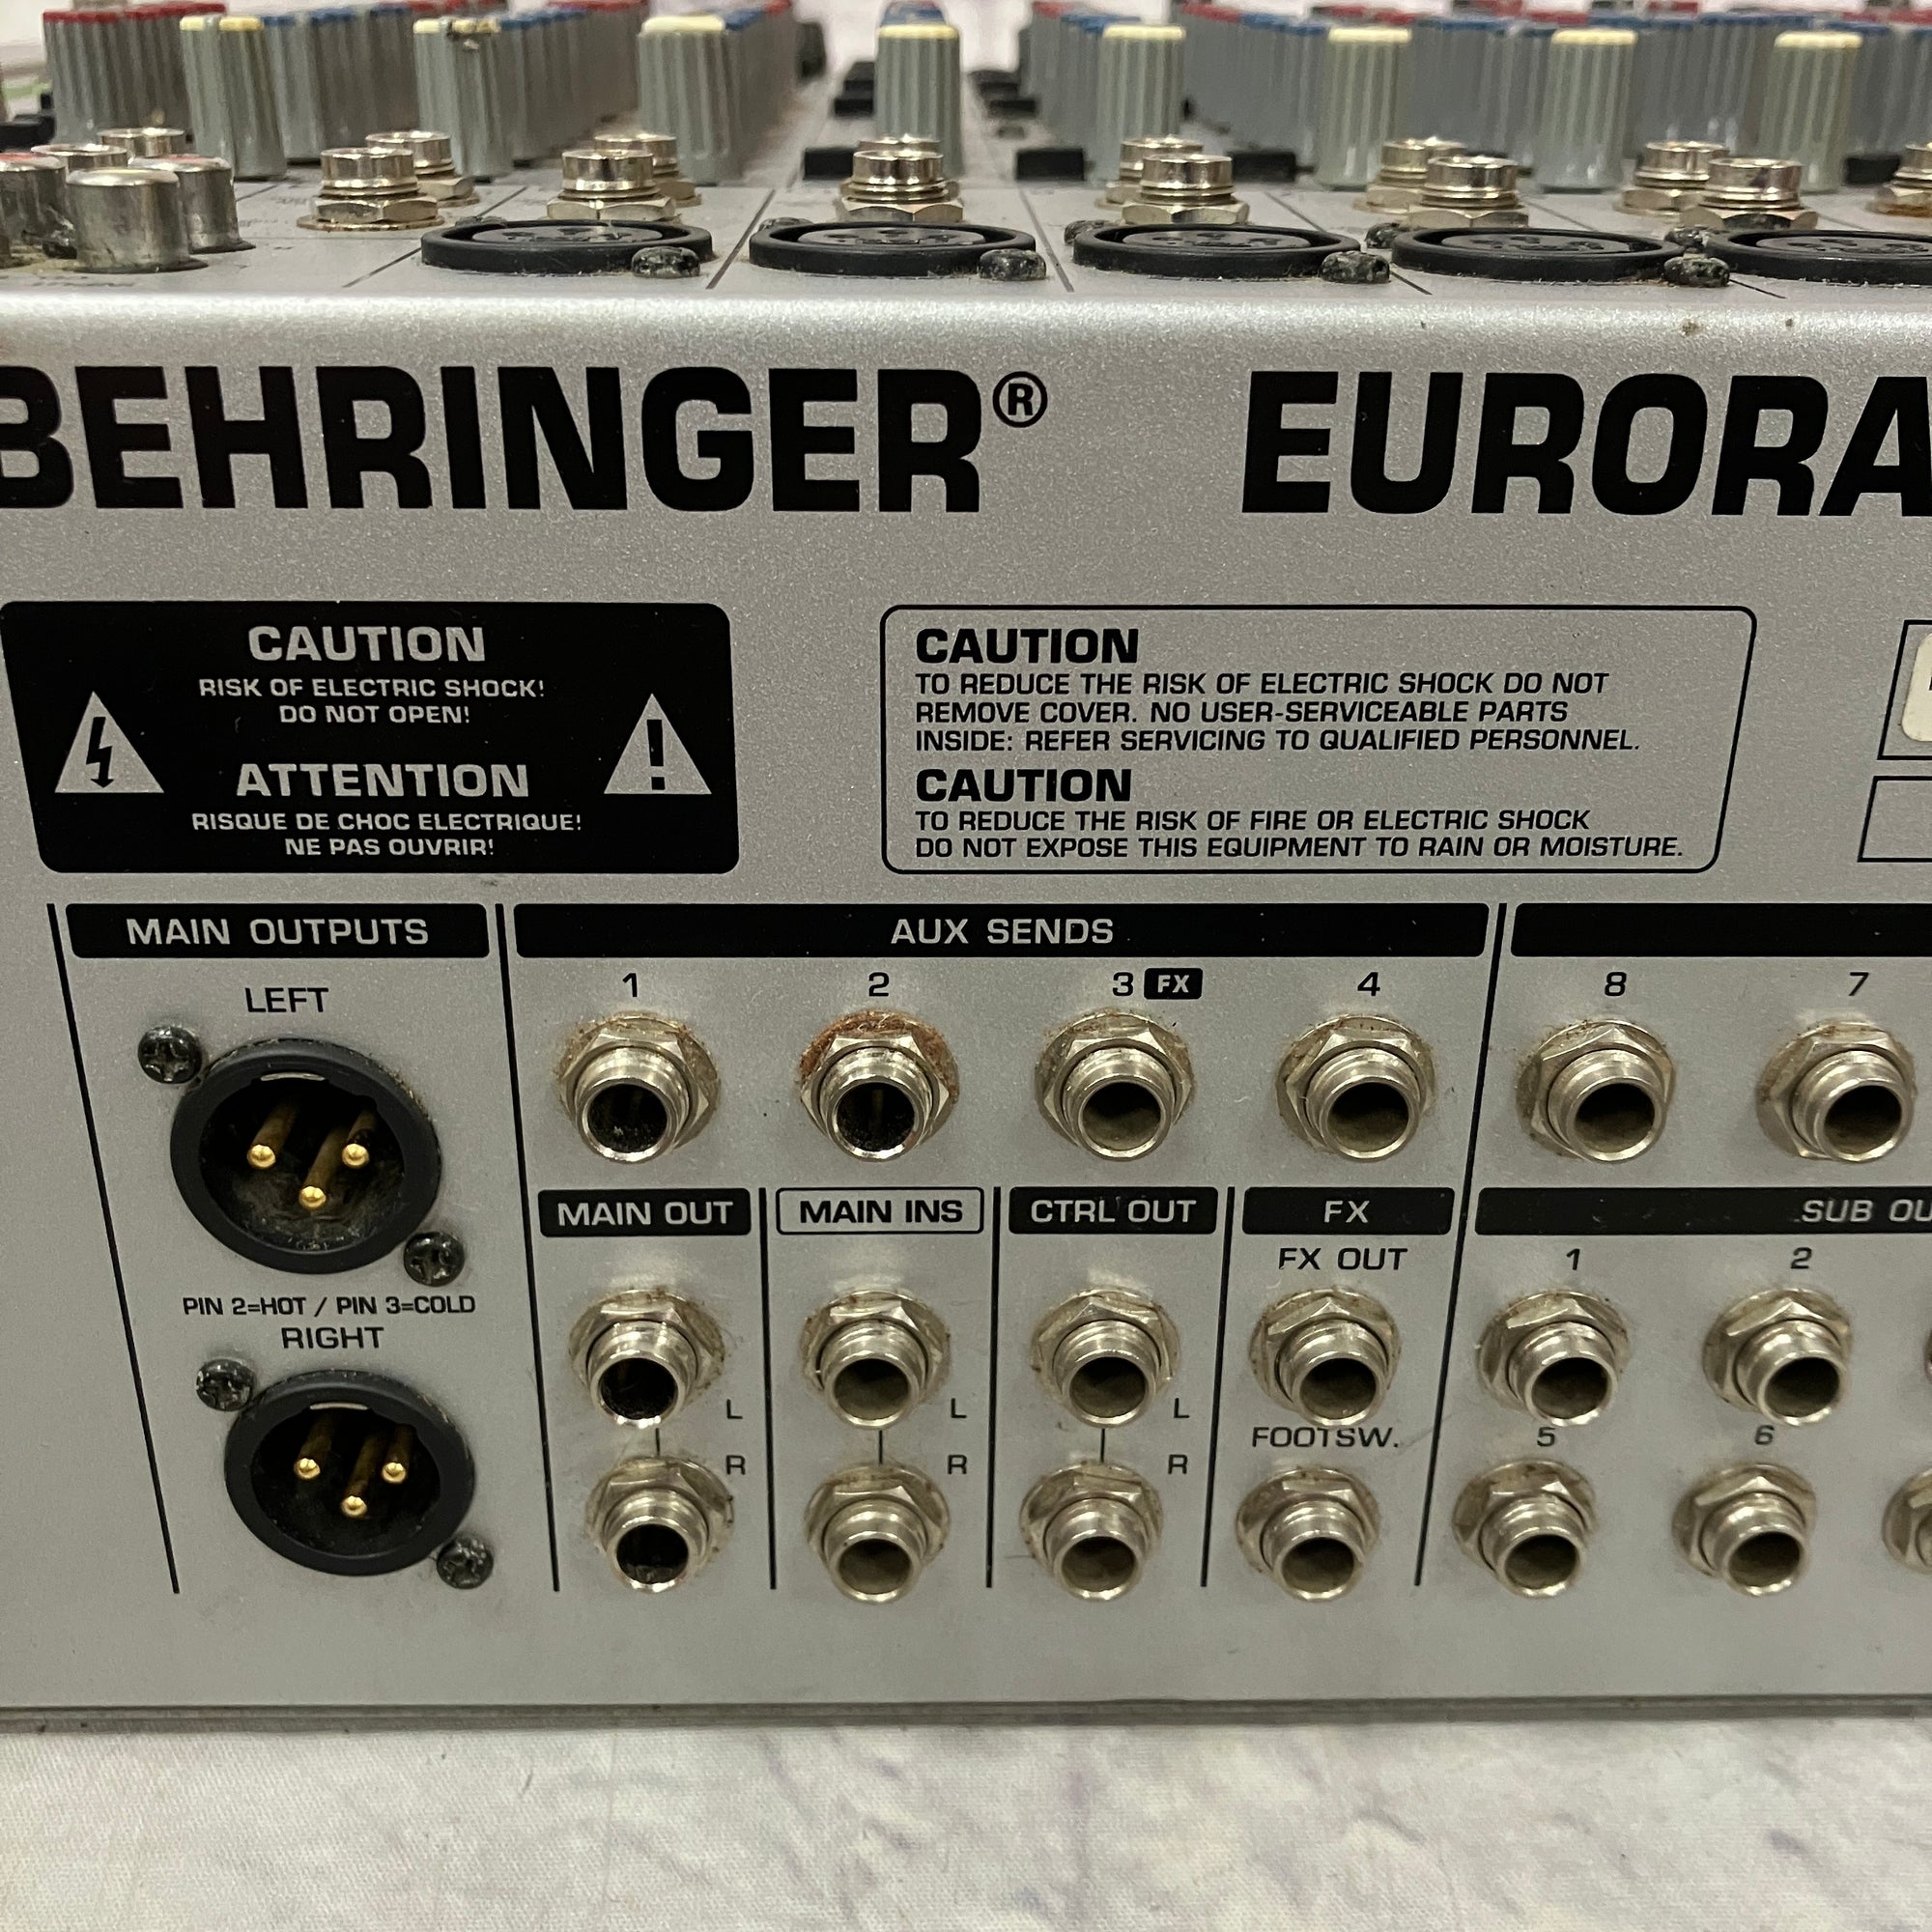 BEHRINGER® EURORA
CAUTION
RISK OF ELECTRIC SHOCK!
DO NOT OPEN!
ATTENTION
RISQUE DE CHOC ELECTRIQUE!
NE PAS OUVRIR!
CAUTION
TO REDUCE THE RISK OF ELECTRIC SHOCK DO NOT
REMOVE COVER. NO USER-SERVICEABLE PARTS
INSIDE: REFER SERVICING TO QUALIFIED PERSONNEL.
CAUTION
TO REDUCE THE RISK OF FIRE OR ELECTRIC SHOCK
DO NOT EXPOSE THIS EQUIPMENT TO RAIN OR MOISTURE.
MAIN OUTPUTS
LEFT
PIN 2=HOT / PIN 3=COLD
RIGHT
AUX SENDS
1 2 3 FX 4
8 7
MAIN OUT
L
R
MAIN INS
L
R
CTRL OUT
L
R
FX
FX OUT
FOOTSW.
SUB OU
1 2
5 6